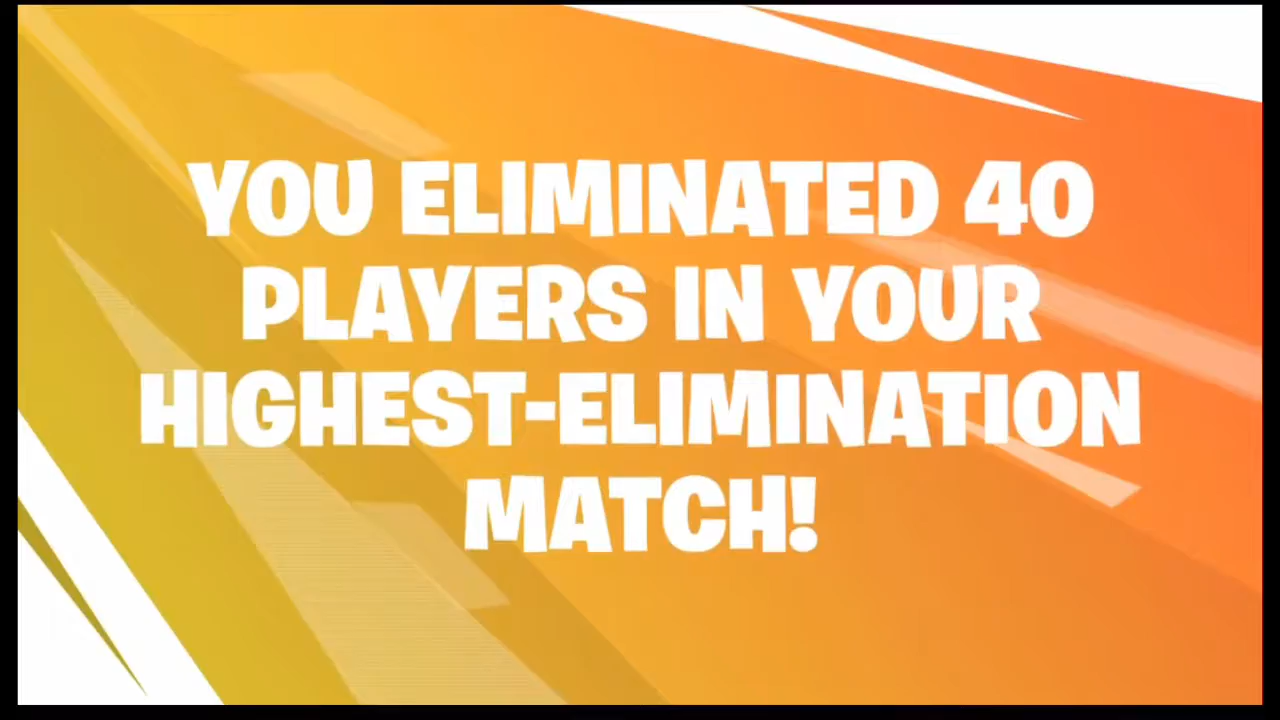 YOU ELIMINATED 40
PLAYERS IN YOUR
HIGHEST-ELIMINATION
MATCH!